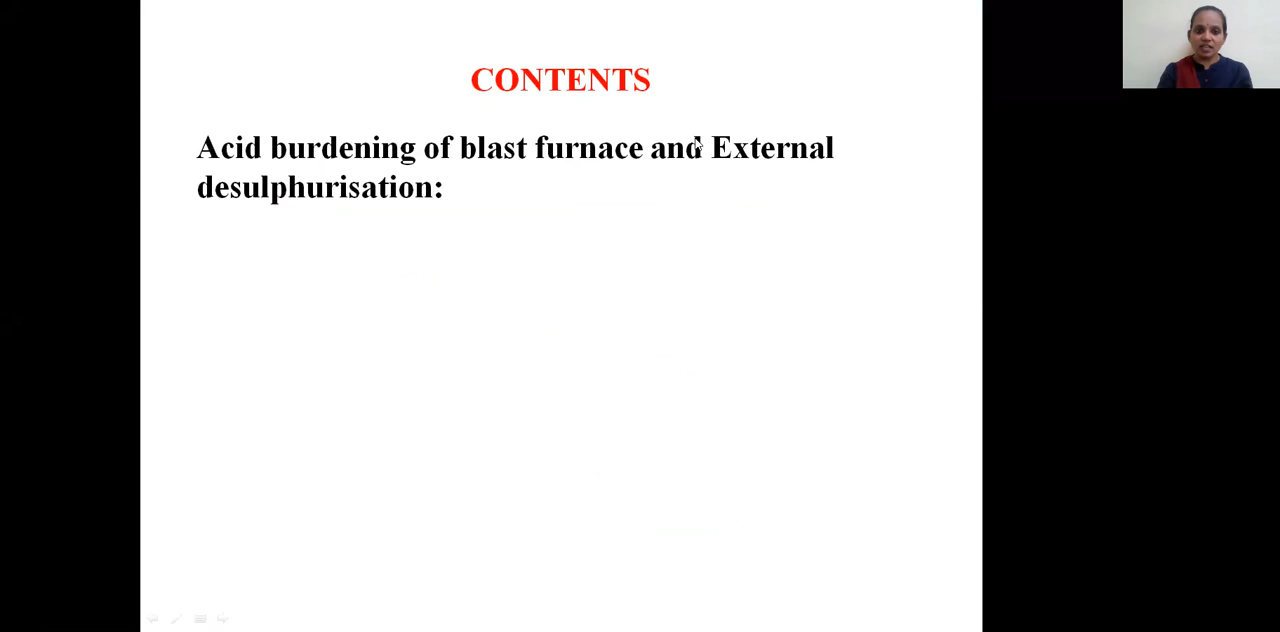 CONTENTS
Acid burdening of blast furnace and External
desulphurisation: